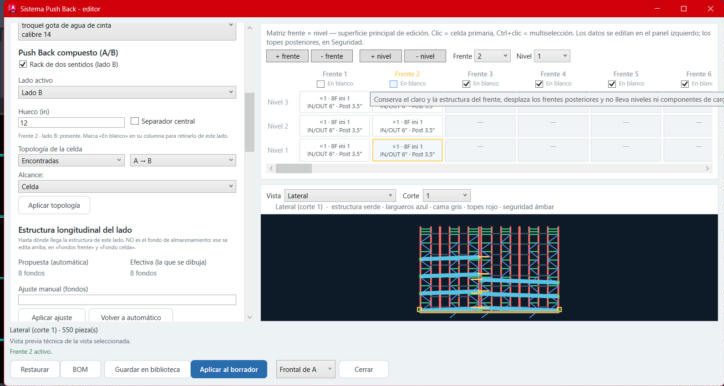 Sistema Push Back - editor
troquel gota de agua de cinta
calibre 14
Push Back compuesto (A/B)
Rack de dos sentidos (lado B)
Lado activo
Lado B
Hueco (in)
12
Separador central
Frente 2 · lado B: presente. Marca «En blanco» en su columna para retirarlo de este lado.
Topología de la celda
Encontradas
A → B
Alcance:
Celda
Aplicar topología
Estructura longitudinal del lado
Hasta dónde llega la estructura de este lado. NO es el fondo de almacenamiento: ese se
edita arriba, en «Fondos frente» y «Fondo celda».
Propuesta (automática)
Efectiva (la que se dibuja)
8 fondos
8 fondos
Ajuste manual (fondos)
Aplicar ajuste
Volver a automático
Matriz frente × nivel — superficie principal de edición. Clic = celda primaria, Ctrl+clic = multiselección. Los datos se editan en el panel izquierdo; los
topes posteriores, en Seguridad.
+ frente
- frente
+ nivel
- nivel
Frente
2
Nivel
1
Frente 1
Frente 2
Frente 3
Frente 4
Frente 5
Frente 6
En blanco
En blanco
En blanco
En blanco
En blanco
En blanco
Conserva el claro y la estructura del frente, desplaza los frentes posteriores y no lleva niveles ni componentes de carg
Nivel 3
×1 · 8F ini 1
IN/OUT 6" · Post 3.5"
Nivel 2
×1 · 8F ini 1
IN/OUT 6" · Post 3.5"
×1 · 8F ini 1
IN/OUT 6" · Post 3.5"
—
—
—
—
Nivel 1
×1 · 8F ini 1
IN/OUT 6" · Post 3.5"
×1 · 8F ini 1
IN/OUT 6" · Post 3.5"
—
—
—
—
Vista
Lateral
Corte
1
Lateral (corte 1) · estructura verde · largueros azul · cama gris · topes rojo · seguridad ámbar
Lateral (corte 1) · 550 pieza(s)
Vista previa técnica de la vista seleccionada.
Frente 2 activo.
Restaurar
BOM
Guardar en biblioteca
Aplicar al borrador
Frontal de A
Cerrar